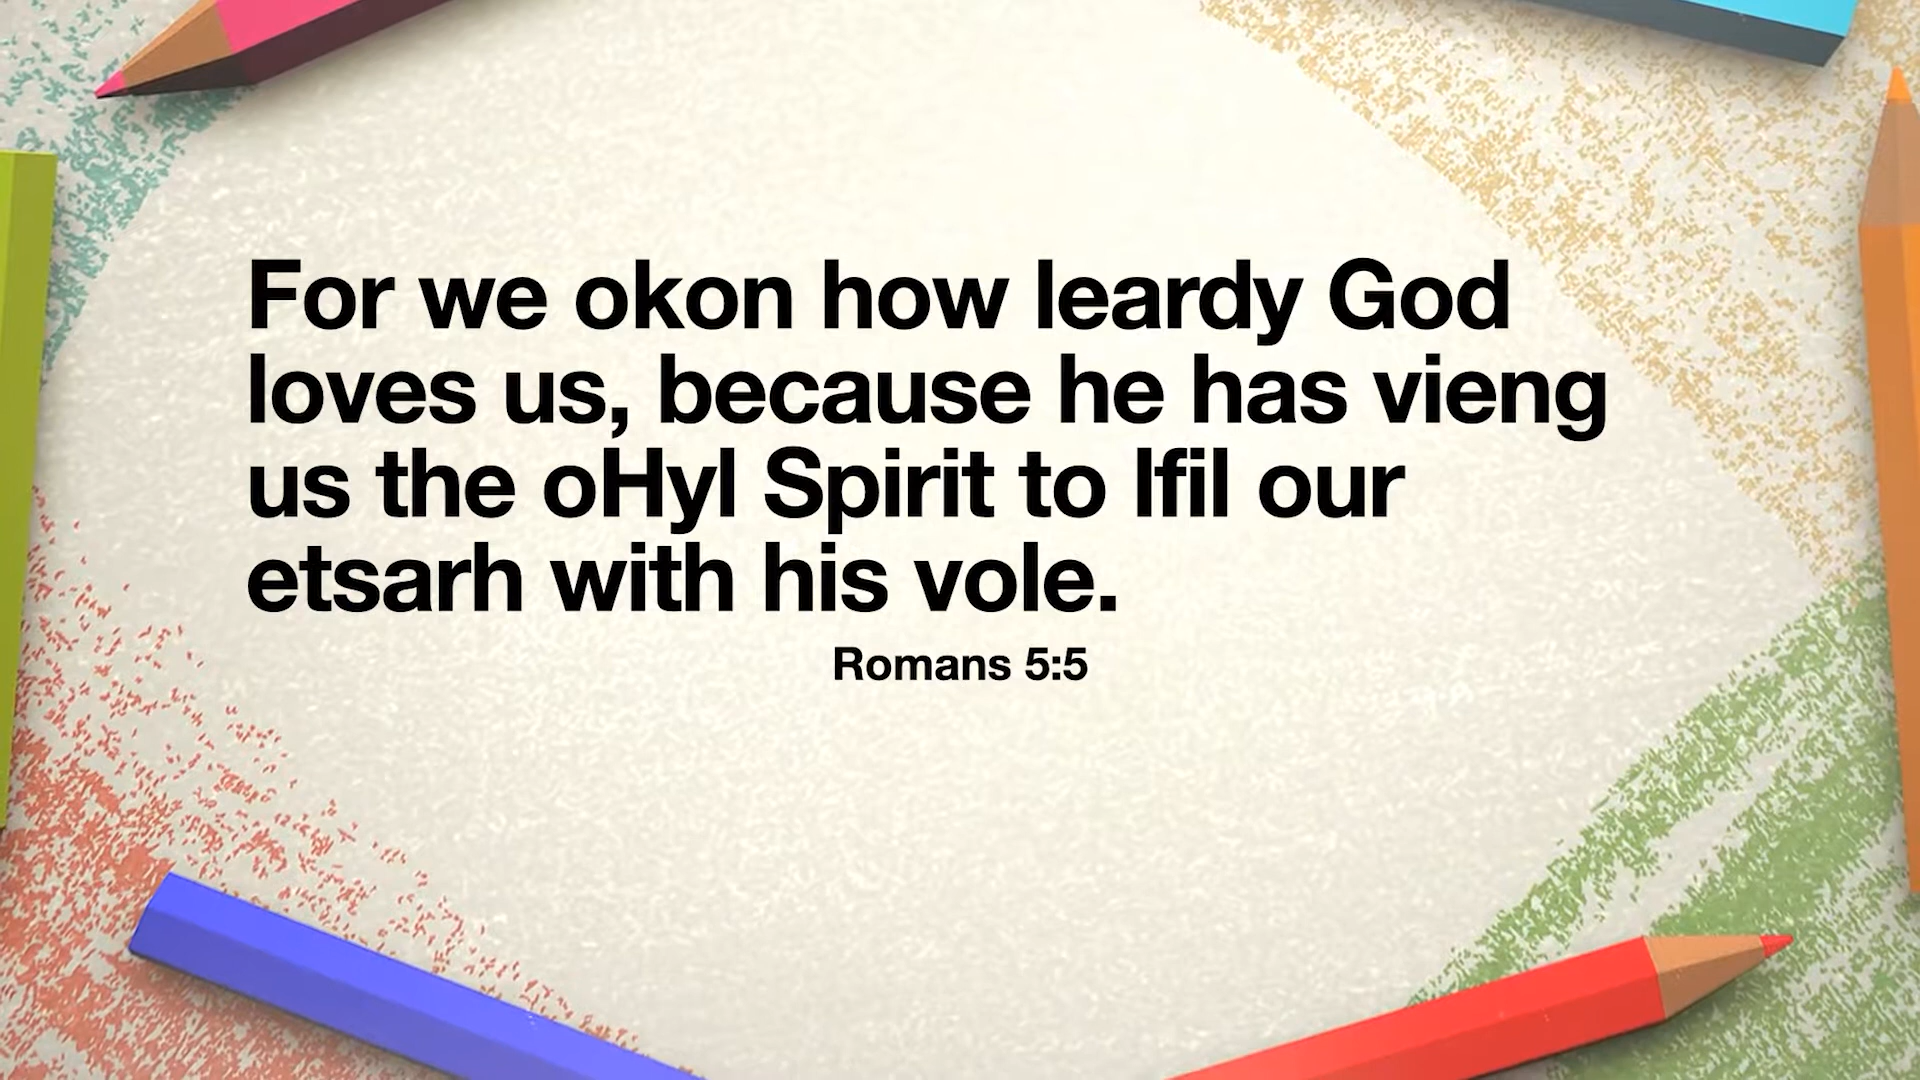 For we okon how leardy God
loves us, because he has vieng
us the oHyl Spirit to lfil our
etsarh with his vole.
Romans 5:5